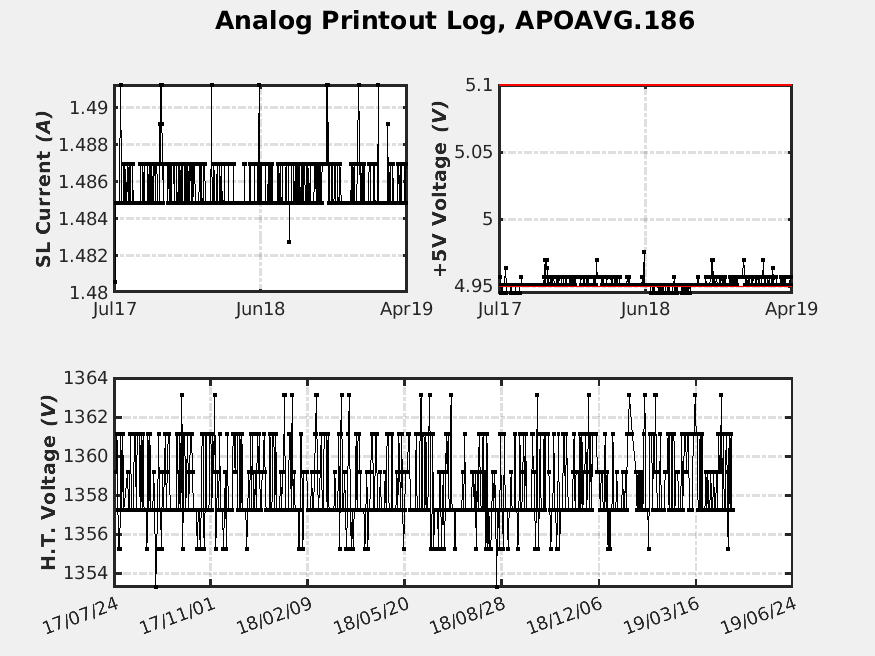 Analog Printout Log, APOAVG.186
SL Current (A)
1.49
1.488
1.486
1.484
1.482
1.48
Jul17 Jun18 Apr19
+5V Voltage (V)
5.1
5.05
5
4.95
Jul17 Jun18 Apr19
H.T. Voltage (V)
1364
1362
1360
1358
1356
1354
17/07/24 17/11/01 18/02/09 18/05/20 18/08/28 18/12/06 19/03/16 19/06/24